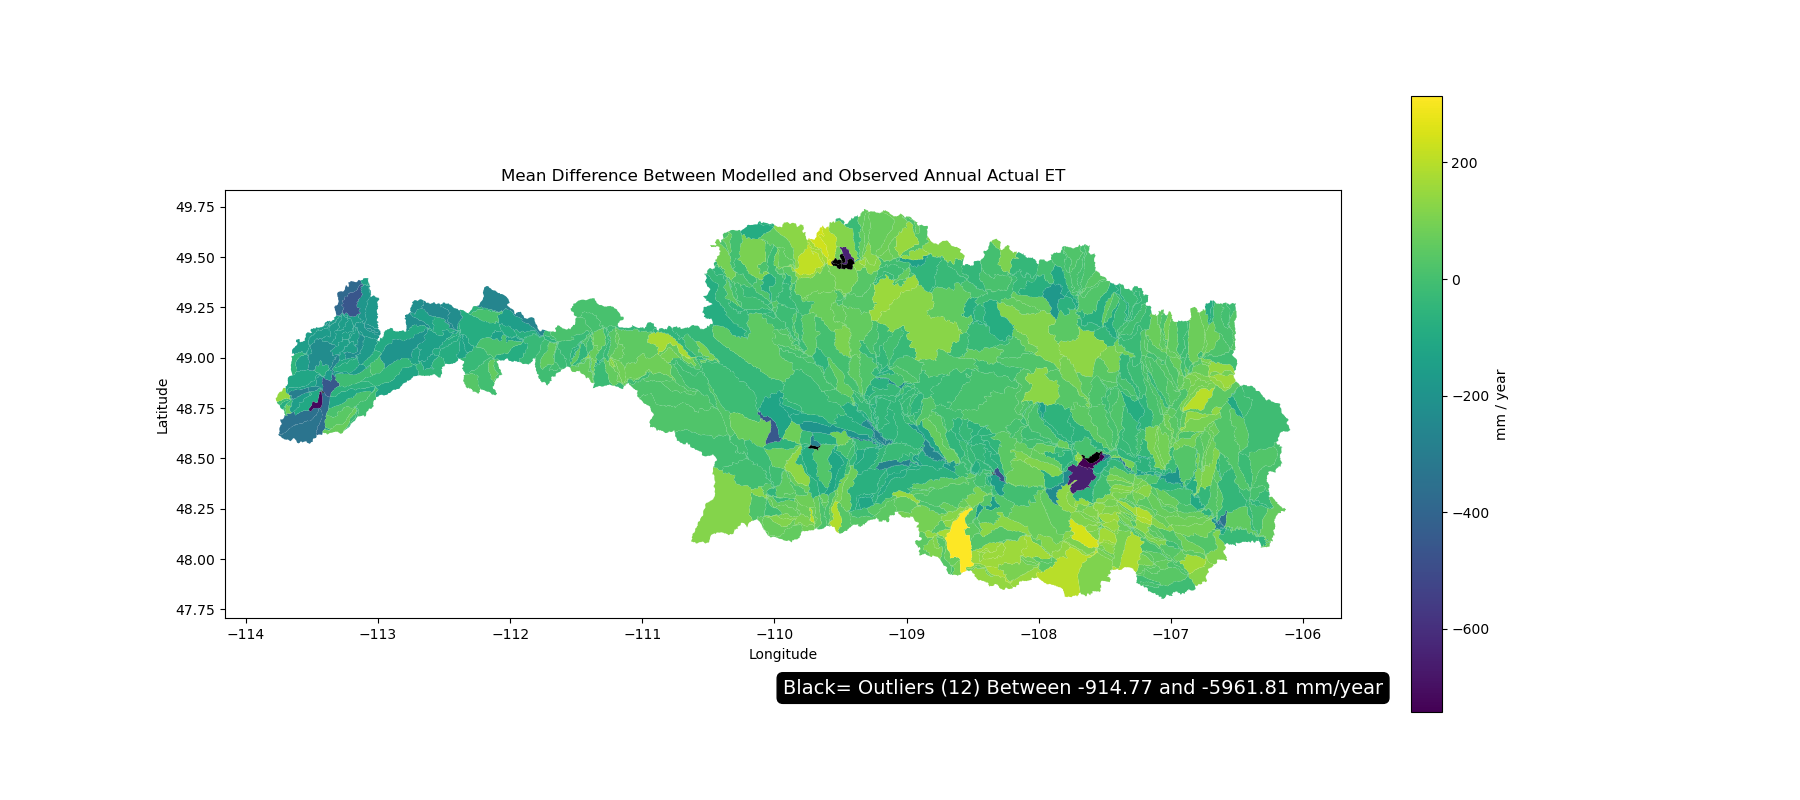 Mean Difference Between Modelled and Observed Annual Actual ET
49.75
49.50
49.25
49.00
48.75
48.50
48.25
48.00
47.75
Latitude
−114 −113 −112 −111 −110 −109 −108 −107 −106
Longitude
200
0
−200
−400
−600
mm / year
Black= Outliers (12) Between -914.77 and -5961.81 mm/year